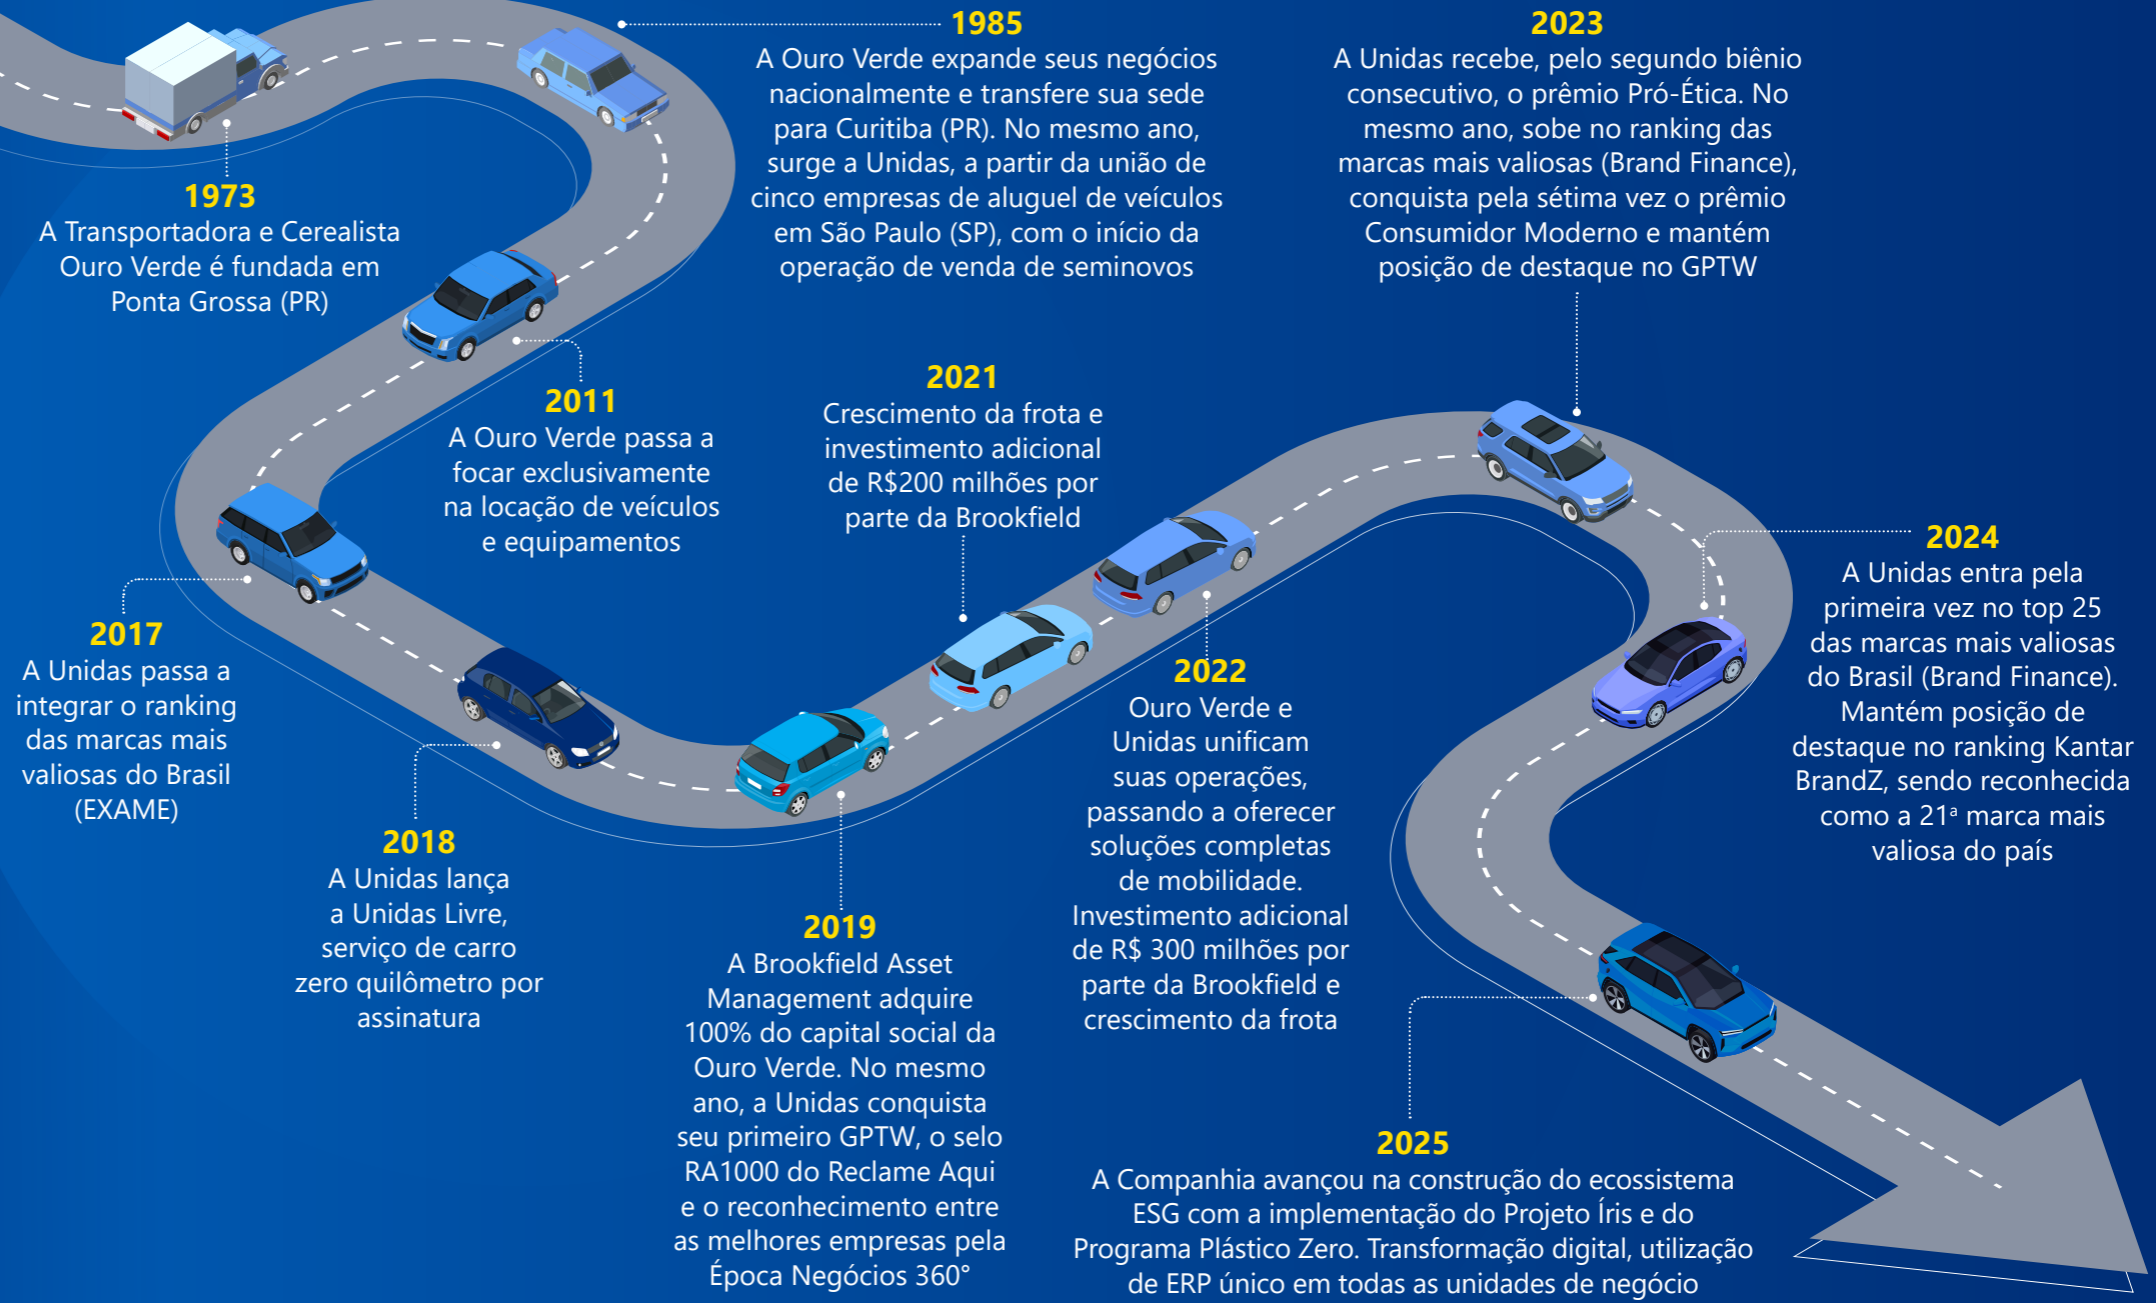 1973
A Transportadora e Cerealista
Ouro Verde é fundada em
Ponta Grossa (PR)
1985
A Ouro Verde expande seus negócios
nacionalmente e transfere sua sede
para Curitiba (PR). No mesmo ano,
surge a Unidas, a partir da união de
cinco empresas de aluguel de veículos
em São Paulo (SP), com o início da
operação de venda de seminovos
2011
A Ouro Verde passa a
focar exclusivamente
na locação de veículos
e equipamentos
2017
A Unidas passa a
integrar o ranking
das marcas mais
valiosas do Brasil
(EXAME)
2018
A Unidas lança
a Unidas Livre,
serviço de carro
zero quilômetro por
assinatura
2019
A Brookfield Asset
Management adquire
100% do capital social da
Ouro Verde. No mesmo
ano, a Unidas conquista
seu primeiro GPTW, o selo
RA1000 do Reclame Aqui
e o reconhecimento entre
as melhores empresas pela
Época Negócios 360°
2021
Crescimento da frota e
investimento adicional
de R$200 milhões por
parte da Brookfield
2022
Ouro Verde e
Unidas unificam
suas operações,
passando a oferecer
soluções completas
de mobilidade.
Investimento adicional
de R$ 300 milhões por
parte da Brookfield e
crescimento da frota
2023
A Unidas recebe, pelo segundo biênio
consecutivo, o prêmio Pró-Ética. No
mesmo ano, sobe no ranking das
marcas mais valiosas (Brand Finance),
conquista pela sétima vez o prêmio
Consumidor Moderno e mantém
posição de destaque no GPTW
2024
A Unidas entra pela
primeira vez no top 25
das marcas mais valiosas
do Brasil (Brand Finance).
Mantém posição de
destaque no ranking Kantar
BrandZ, sendo reconhecida
como a 21ª marca mais
valiosa do país
2025
A Companhia avançou na construção do ecossistema
ESG com a implementação do Projeto Íris e do
Programa Plástico Zero. Transformação digital, utilização
de ERP único em todas as unidades de negócio